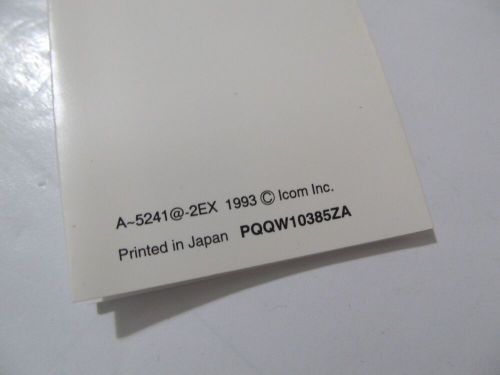 A~5241@-2EX 1993 © Icom Inc.
Printed in Japan PQQW10385ZA